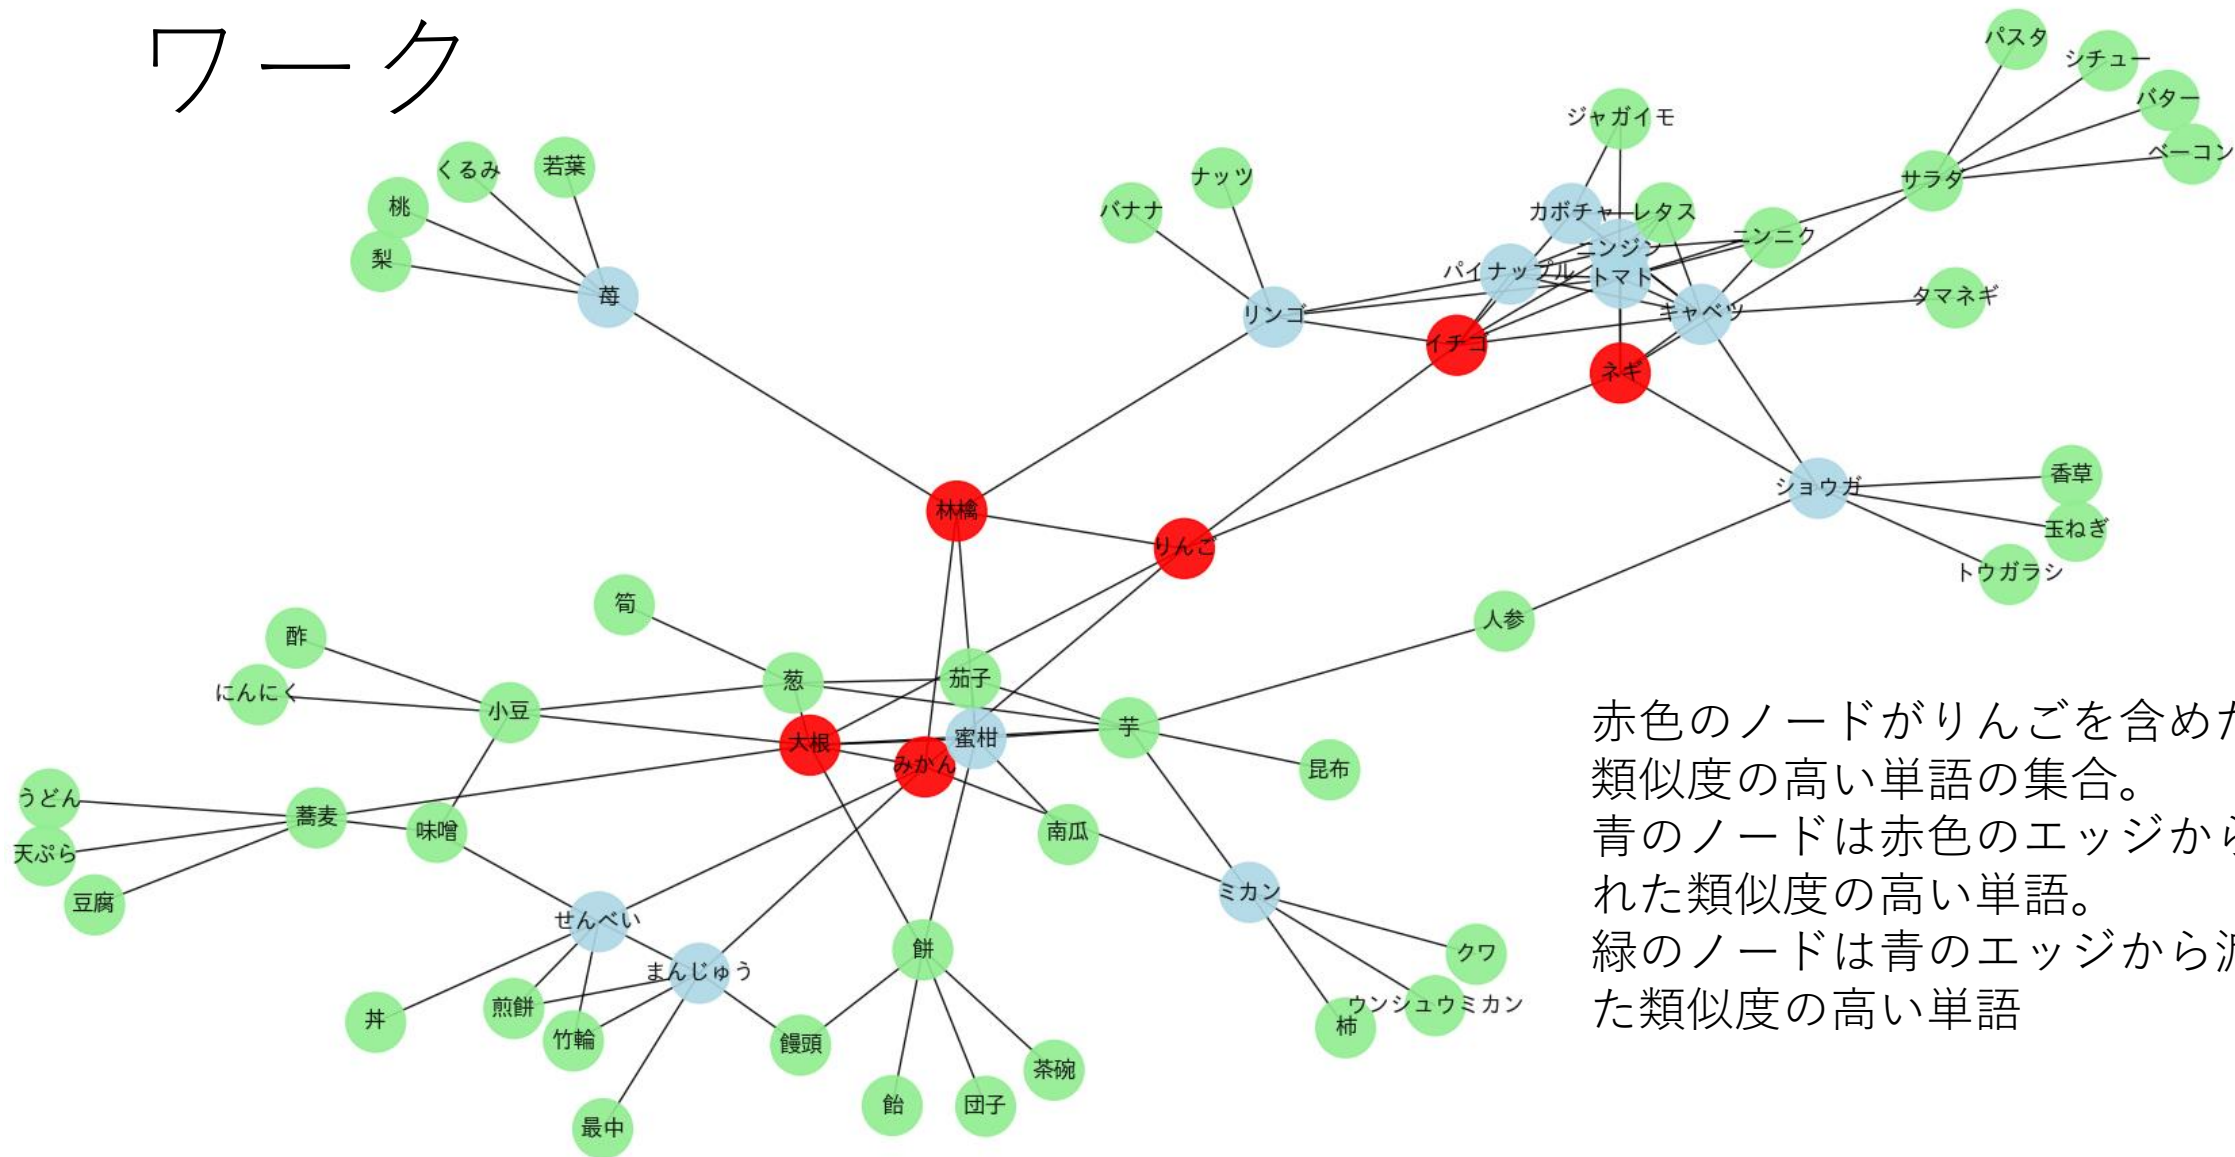 ワーク
パスタ
シチュー
バター
ベーコン
ジャガイモ
サラダ
くるみ
若葉
桃
梨
苺
ナッツ
バナナ
カボチャ
レタス
ニンジン
ニンニク
パイナップル
トマト
タマネギ
リンゴ
キャベツ
イチゴ
ネギ
林檎
りんご
ショウガ
香草
玉ねぎ
トウガラシ
筍
人参
酢
にんにく
小豆
葱
茄子
芋
大根
みかん
蜜柑
昆布
うどん
天ぷら
豆腐
蕎麦
味噌
南瓜
ミカン
せんべい
まんじゅう
餅
クワ
ウンシュウミカン
柿
丼
煎餅
竹輪
饅頭
茶碗
飴
団子
最中
赤色のノードがりんごを含めた
類似度の高い単語の集合。
青のノードは赤色のエッジから
れた類似度の高い単語。
緑のノードは青のエッジから派
た類似度の高い単語